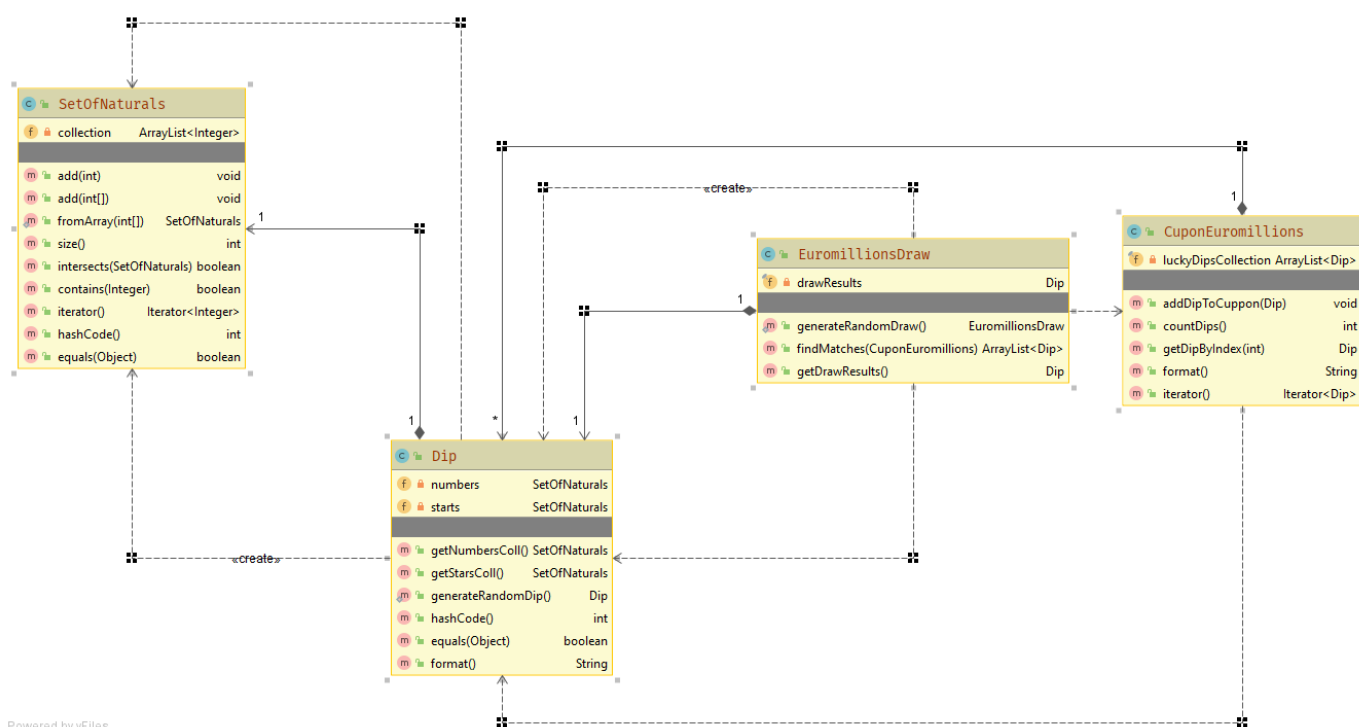 SetOfNaturals
collection ArrayList<Integer>
add(int) void
add(int[]) void
fromArray(int[]) SetOfNaturals
size() int
intersects(SetOfNaturals) boolean
contains(Integer) boolean
iterator() Iterator<Integer>
hashCode() int
equals(Object) boolean
1
«create»
1
EuromillionsDraw
drawResults Dip
generateRandomDraw() EuromillionsDraw
findMatches(CuponEuromillions) ArrayList<Dip>
getDrawResults() Dip
1
CuponEuromillions
luckyDipsCollection ArrayList<Dip>
addDipToCuppon(Dip) void
countDips() int
getDipByIndex(int) Dip
format() String
iterator() Iterator<Dip>
1
*
1
Dip
numbers SetOfNaturals
starts SetOfNaturals
getNumbersColl() SetOfNaturals
getStarsColl() SetOfNaturals
generateRandomDip() Dip
hashCode() int
equals(Object) boolean
format() String
«create»
Powered by yFiles